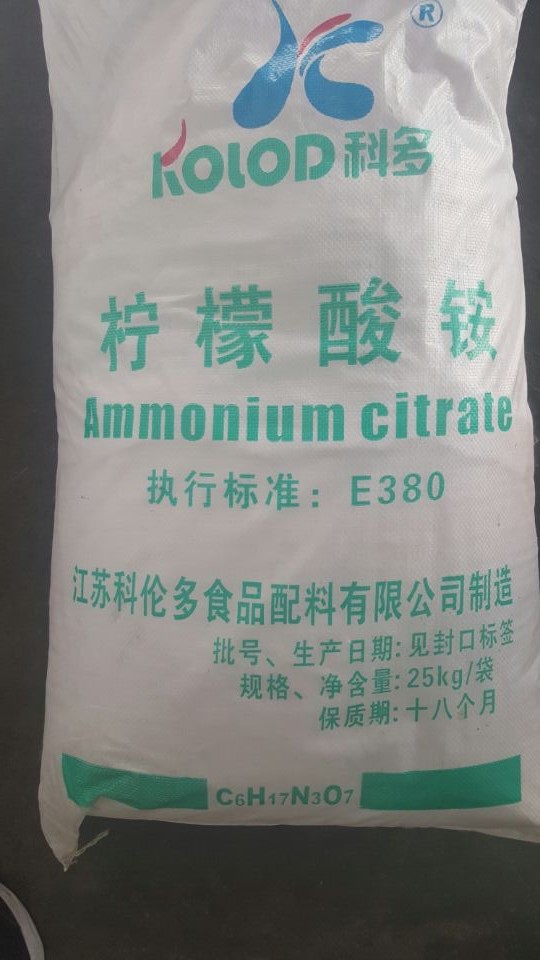 ®
KOLOD科多
柠檬酸铵
Ammonium citrate
执行标准：E380
江苏科伦多食品配料有限公司制造
批号、生产日期:见封口标签
规格、净含量:25kg/袋
保质期:十八个月
C6H17N3O7